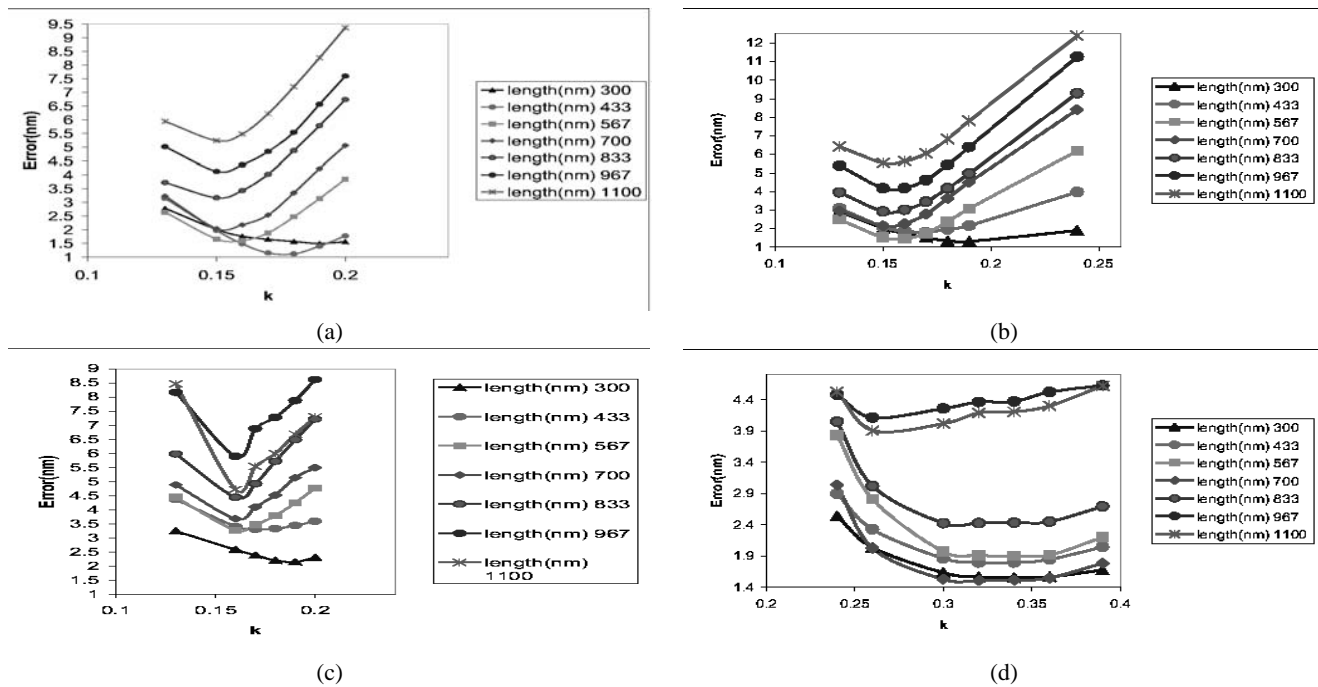 9.5
9
8.5
8
7.5
7
6.5
6
5.5
5
4.5
4
3.5
3
2.5
2
1.5
1
Error(nm)
0.1
0.15
0.2
k
length(nm) 300
length(nm) 433
length(nm) 567
length(nm) 700
length(nm) 833
length(nm) 967
length(nm) 1100
(a)
12
11
10
9
8
7
6
5
4
3
2
1
Error(nm)
0.1
0.15
0.2
0.25
k
length(nm) 300
length(nm) 433
length(nm) 567
length(nm) 700
length(nm) 833
length(nm) 967
length(nm) 1100
(b)
9
8.5
8
7.5
7
6.5
6
5.5
5
4.5
4
3.5
3
2.5
2
1.5
1
Error(nm)
0.1
0.15
0.2
k
length(nm) 300
length(nm) 433
length(nm) 567
length(nm) 700
length(nm) 833
length(nm) 967
length(nm)
1100
(c)
4.4
3.9
3.4
2.9
2.4
1.9
1.4
Error(nm)
0.2
0.25
0.3
0.35
0.4
k
length(nm) 300
length(nm) 433
length(nm) 567
length(nm) 700
length(nm) 833
length(nm) 967
length(nm) 1100
(d)